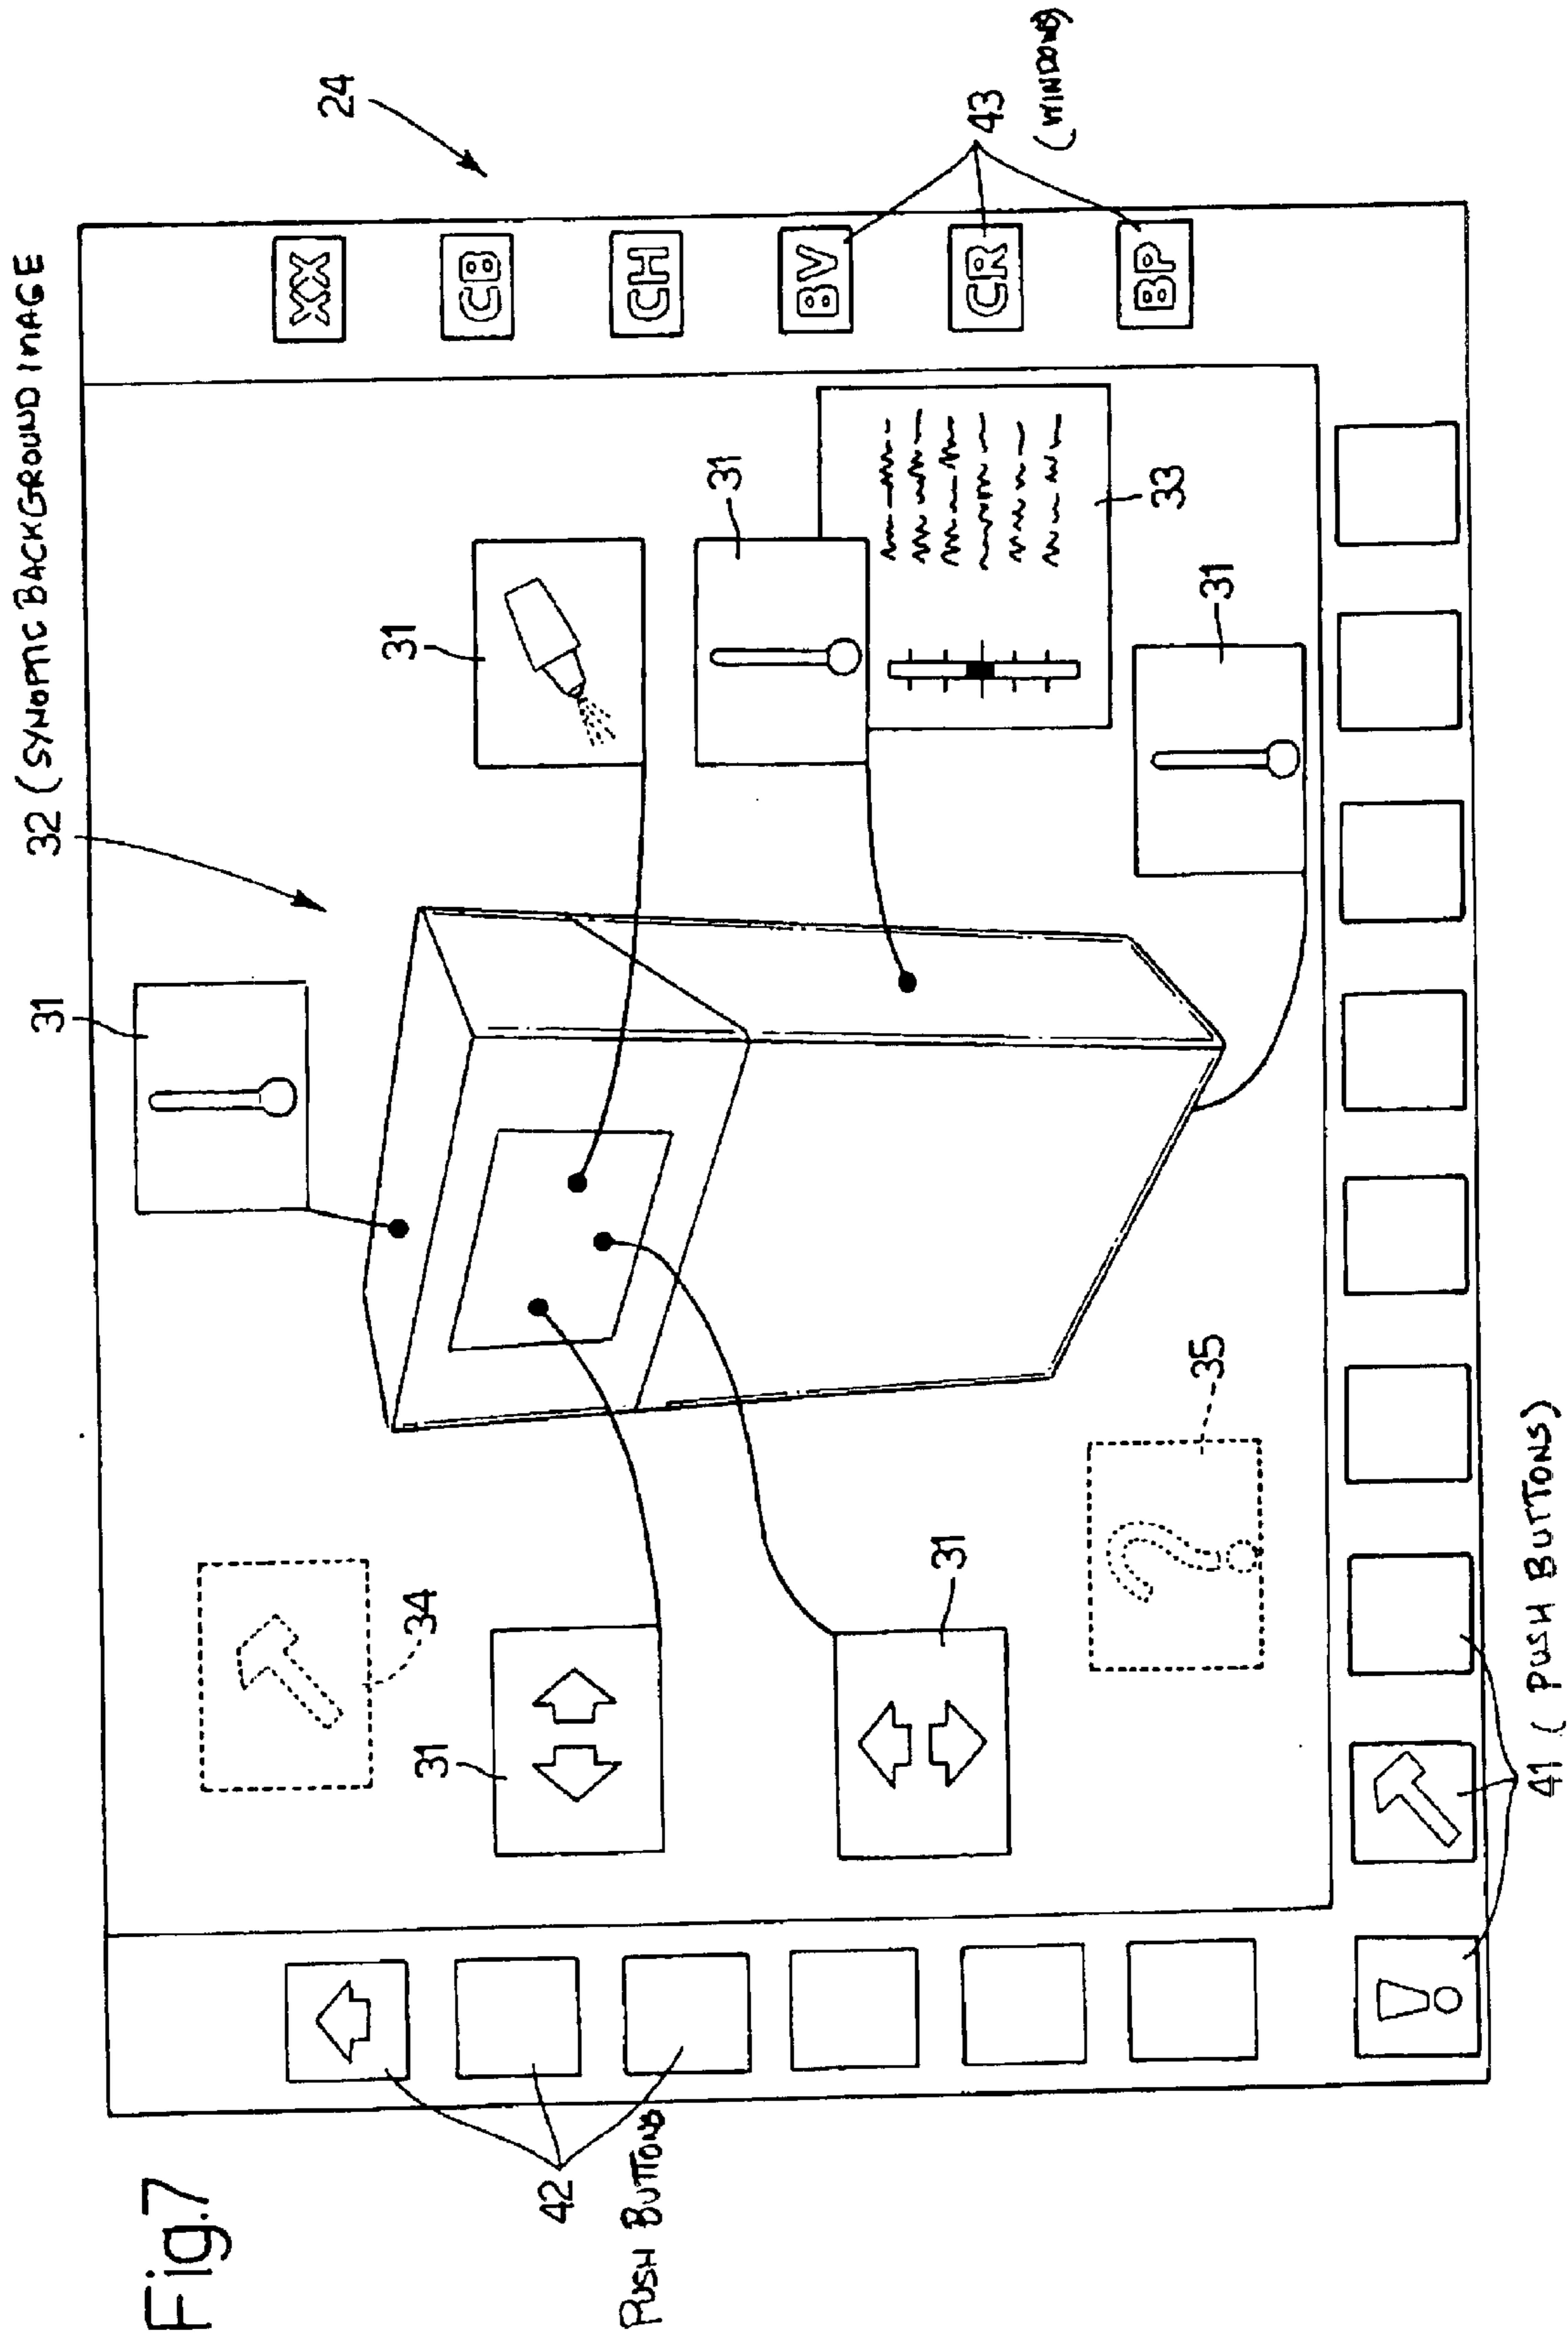 Fig.7
32 (SYNOPTIC BACKGROUND IMAGE
24
31
XX
34
31
CB
31
31
CH
42
PUSH BUTTONS
BV
43
(WINDOWS)
31
33
CR
35
31
BP
41 (PUSH BUTTONS)